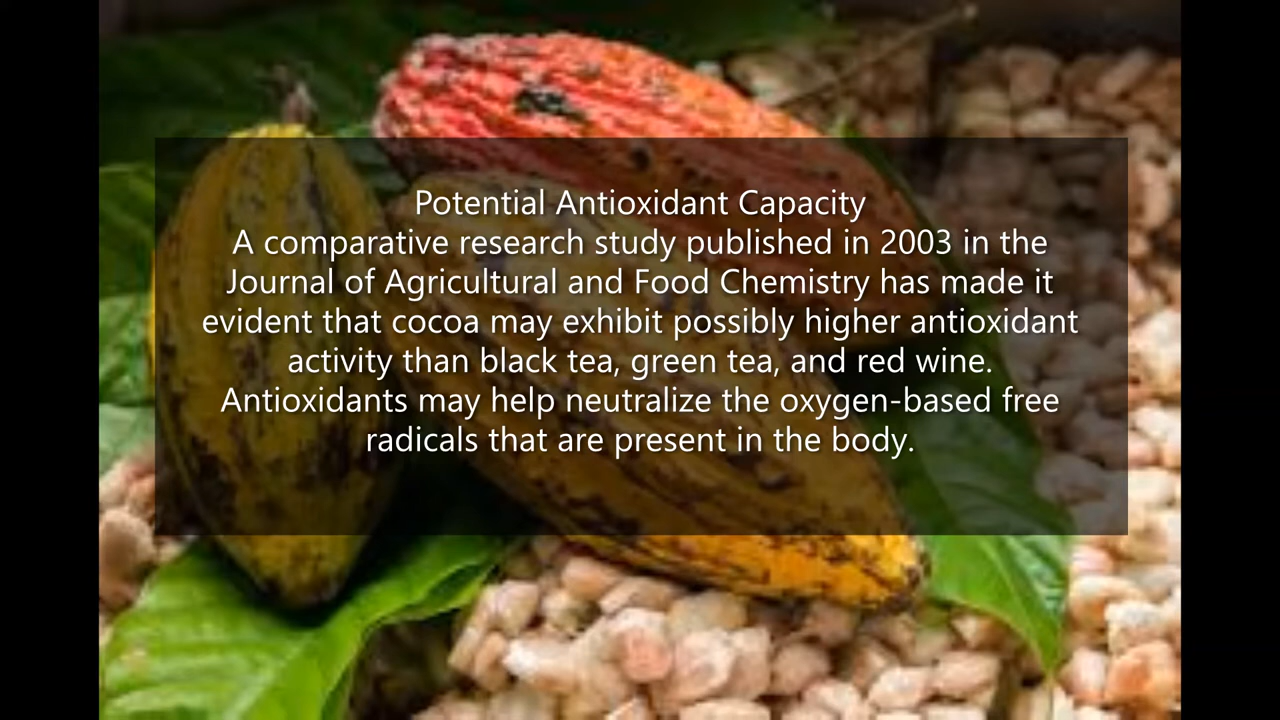 Potential Antioxidant Capacity
A comparative research study published in 2003 in the
Journal of Agricultural and Food Chemistry has made it
evident that cocoa may exhibit possibly higher antioxidant
activity than black tea, green tea, and red wine.
Antioxidants may help neutralize the oxygen-based free
radicals that are present in the body.